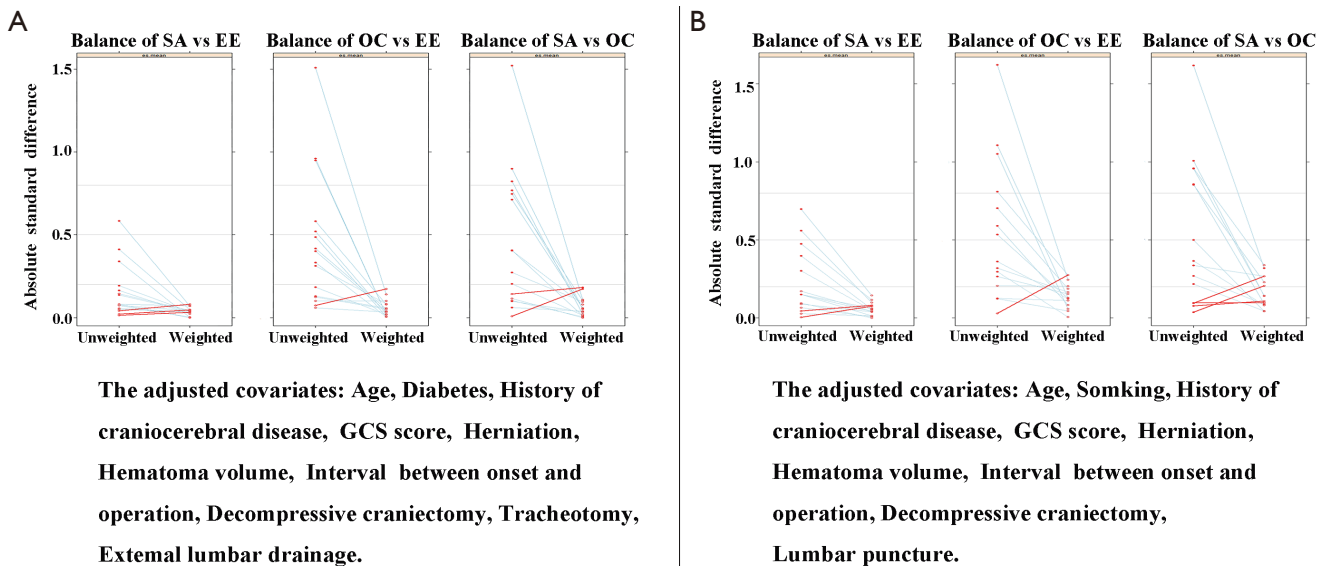 A
Balance of SA vs EE
Balance of OC vs EE
Balance of SA vs OC
es.mean
es.mean
es.mean
Absolute standard difference
1.5
1.0
0.5
0.0
Unweighted Weighted
Unweighted Weighted
Unweighted Weighted
The adjusted covariates: Age, Diabetes, History of
craniocerebral disease, GCS score, Herniation,
Hematoma volume, Interval between onset and
operation, Decompressive craniectomy, Tracheotomy,
Extemal lumbar drainage.
B
Balance of SA vs EE
Balance of OC vs EE
Balance of SA vs OC
es.mean
es.mean
es.mean
Absolute standard difference
1.5
1.0
0.5
0.0
Unweighted Weighted
Unweighted Weighted
Unweighted Weighted
The adjusted covariates: Age, Somking, History of
craniocerebral disease, GCS score, Herniation,
Hematoma volume, Interval between onset and
operation, Decompressive craniectomy,
Lumbar puncture.